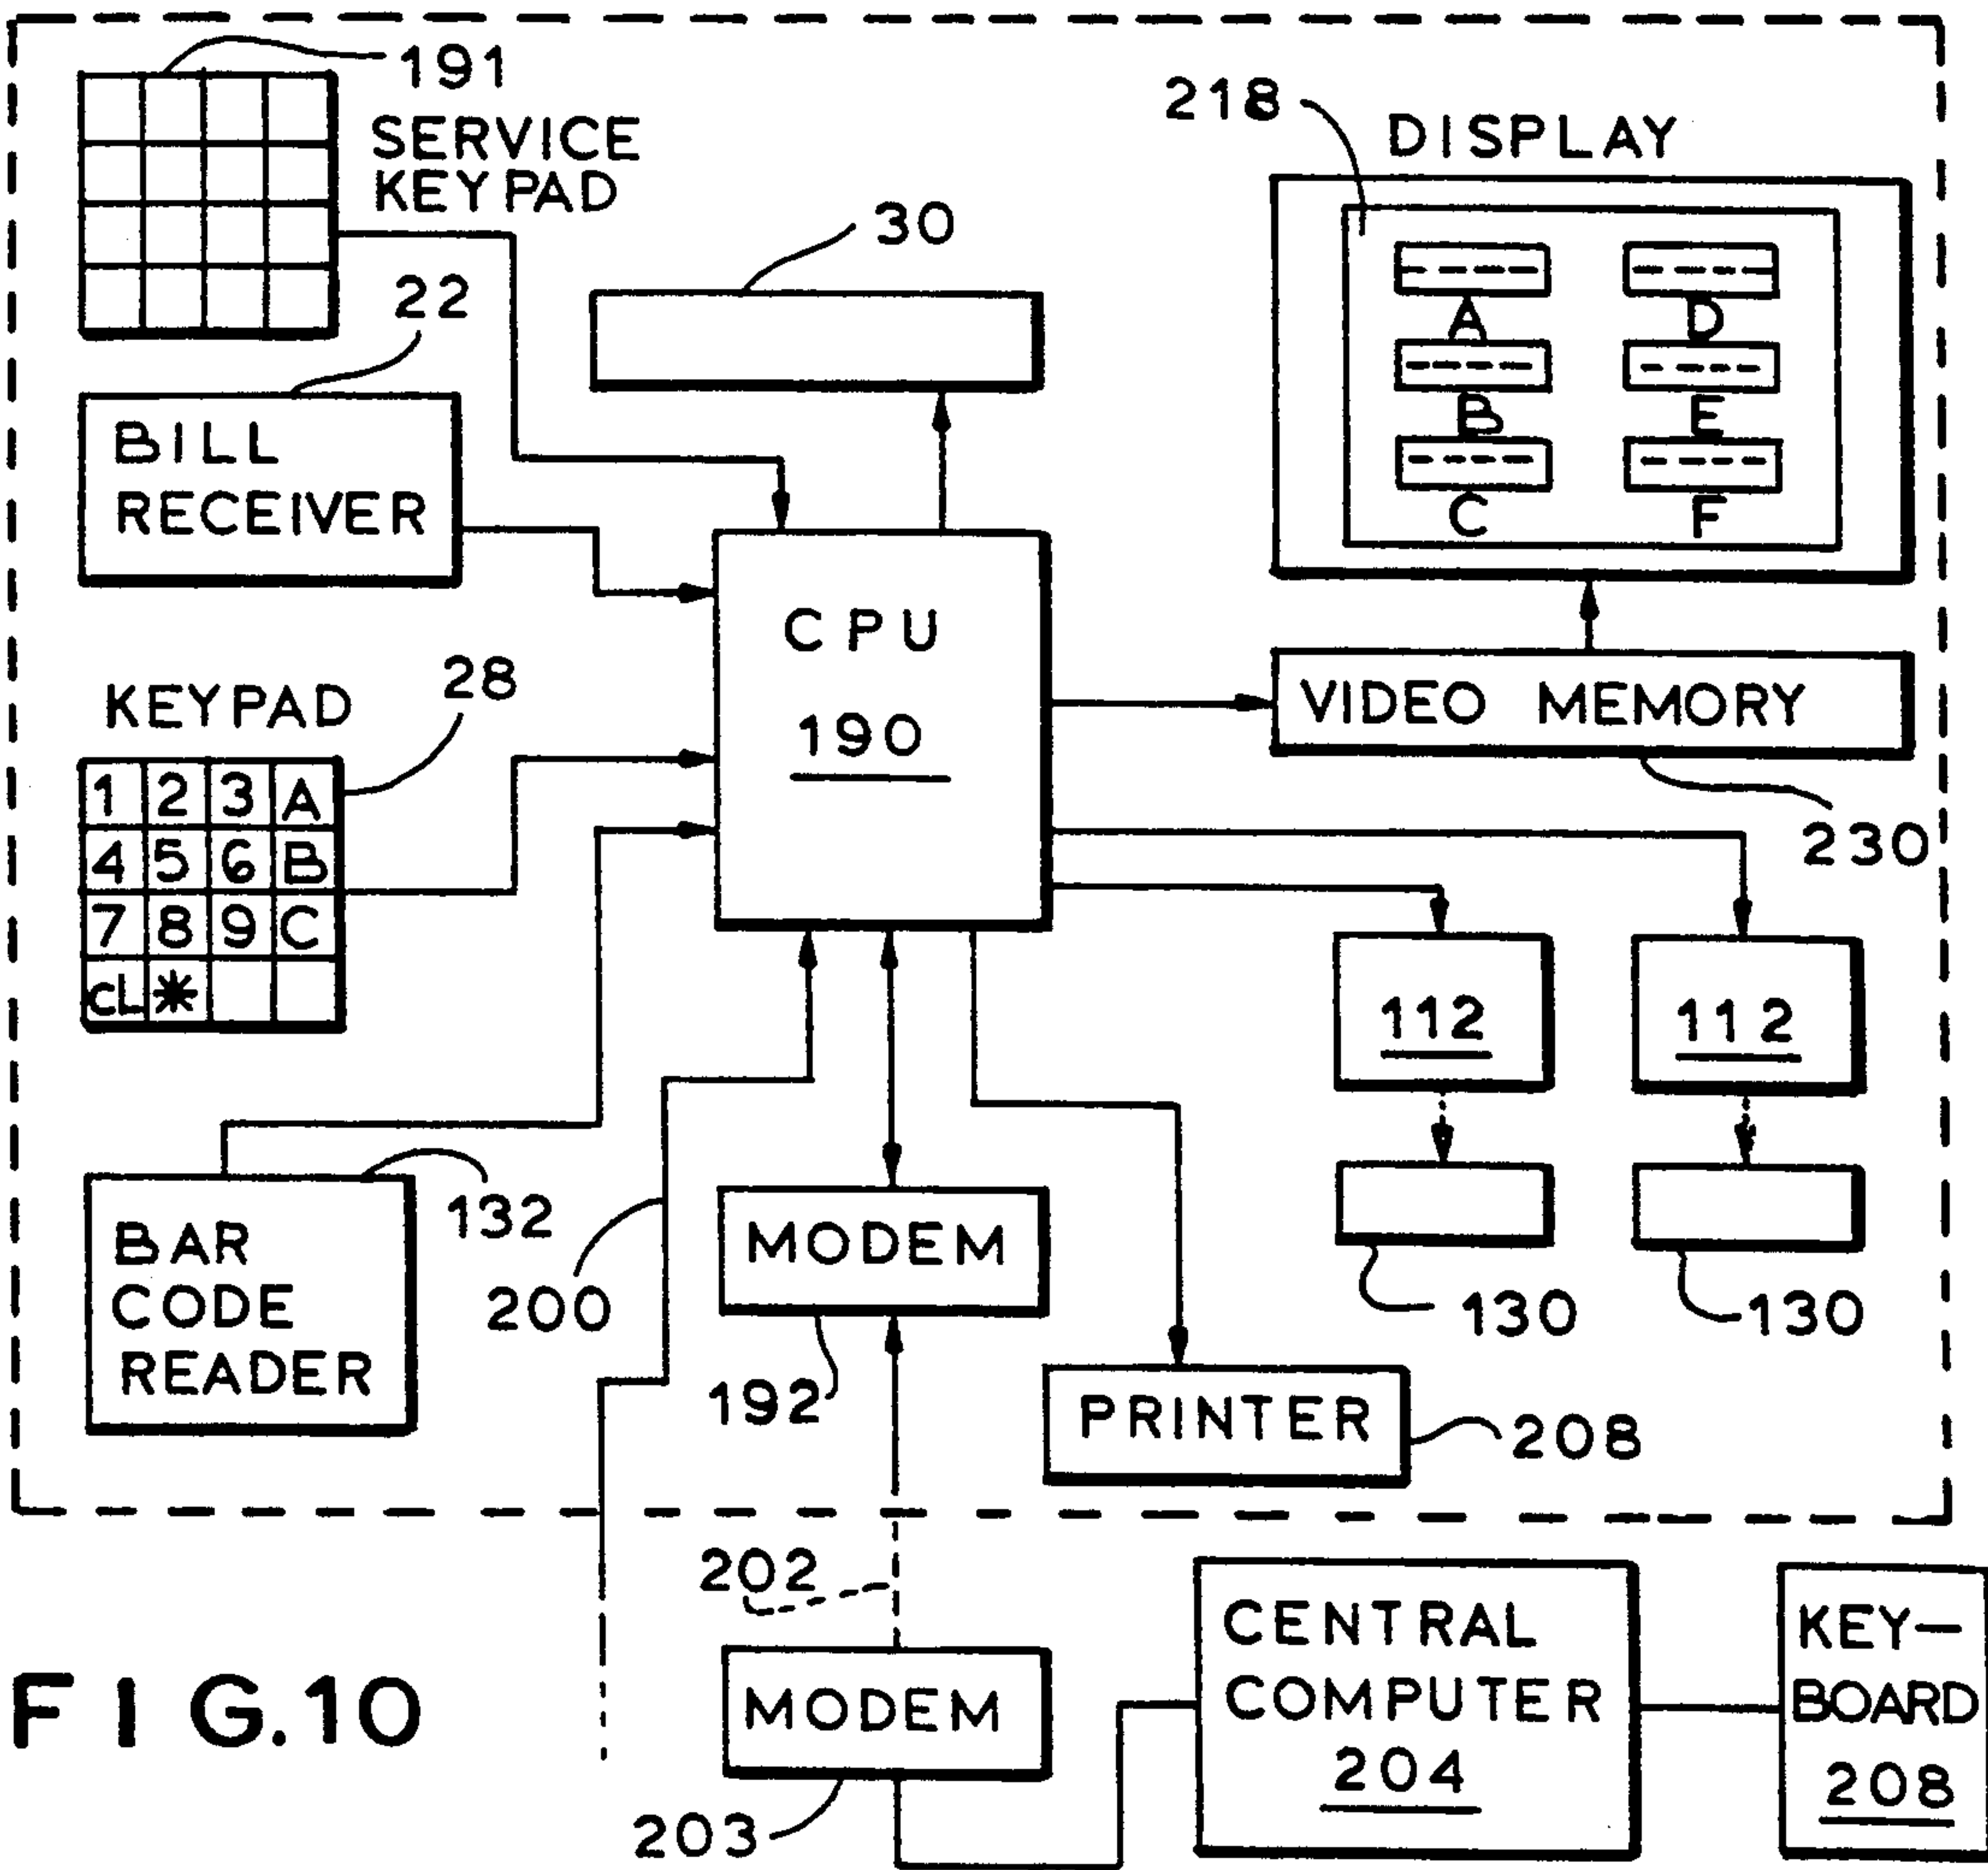 191
SERVICE
KEYPAD
218
DISPLAY
30
A
D
B
E
C
F
22
BILL
RECEIVER
CPU
190
VIDEO MEMORY
230
KEYPAD
28
1 2 3 A
4 5 6 B
7 8 9 C
CL *
112
112
130
130
BAR
CODE
READER
132
200
MODEM
192
PRINTER
208
202
MODEM
203
CENTRAL
COMPUTER
204
KEY-
BOARD
208
FIG.10